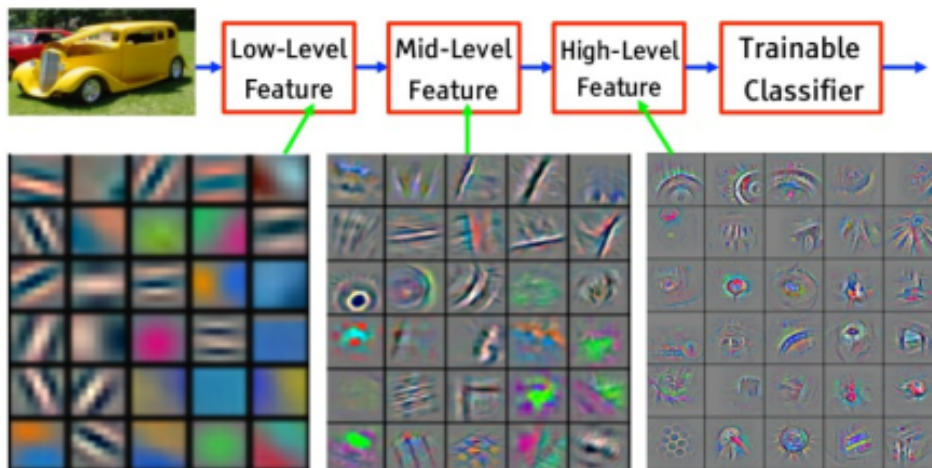 Low-Level
Feature
Mid-Level
Feature
High-Level
Feature
Trainable
Classifier